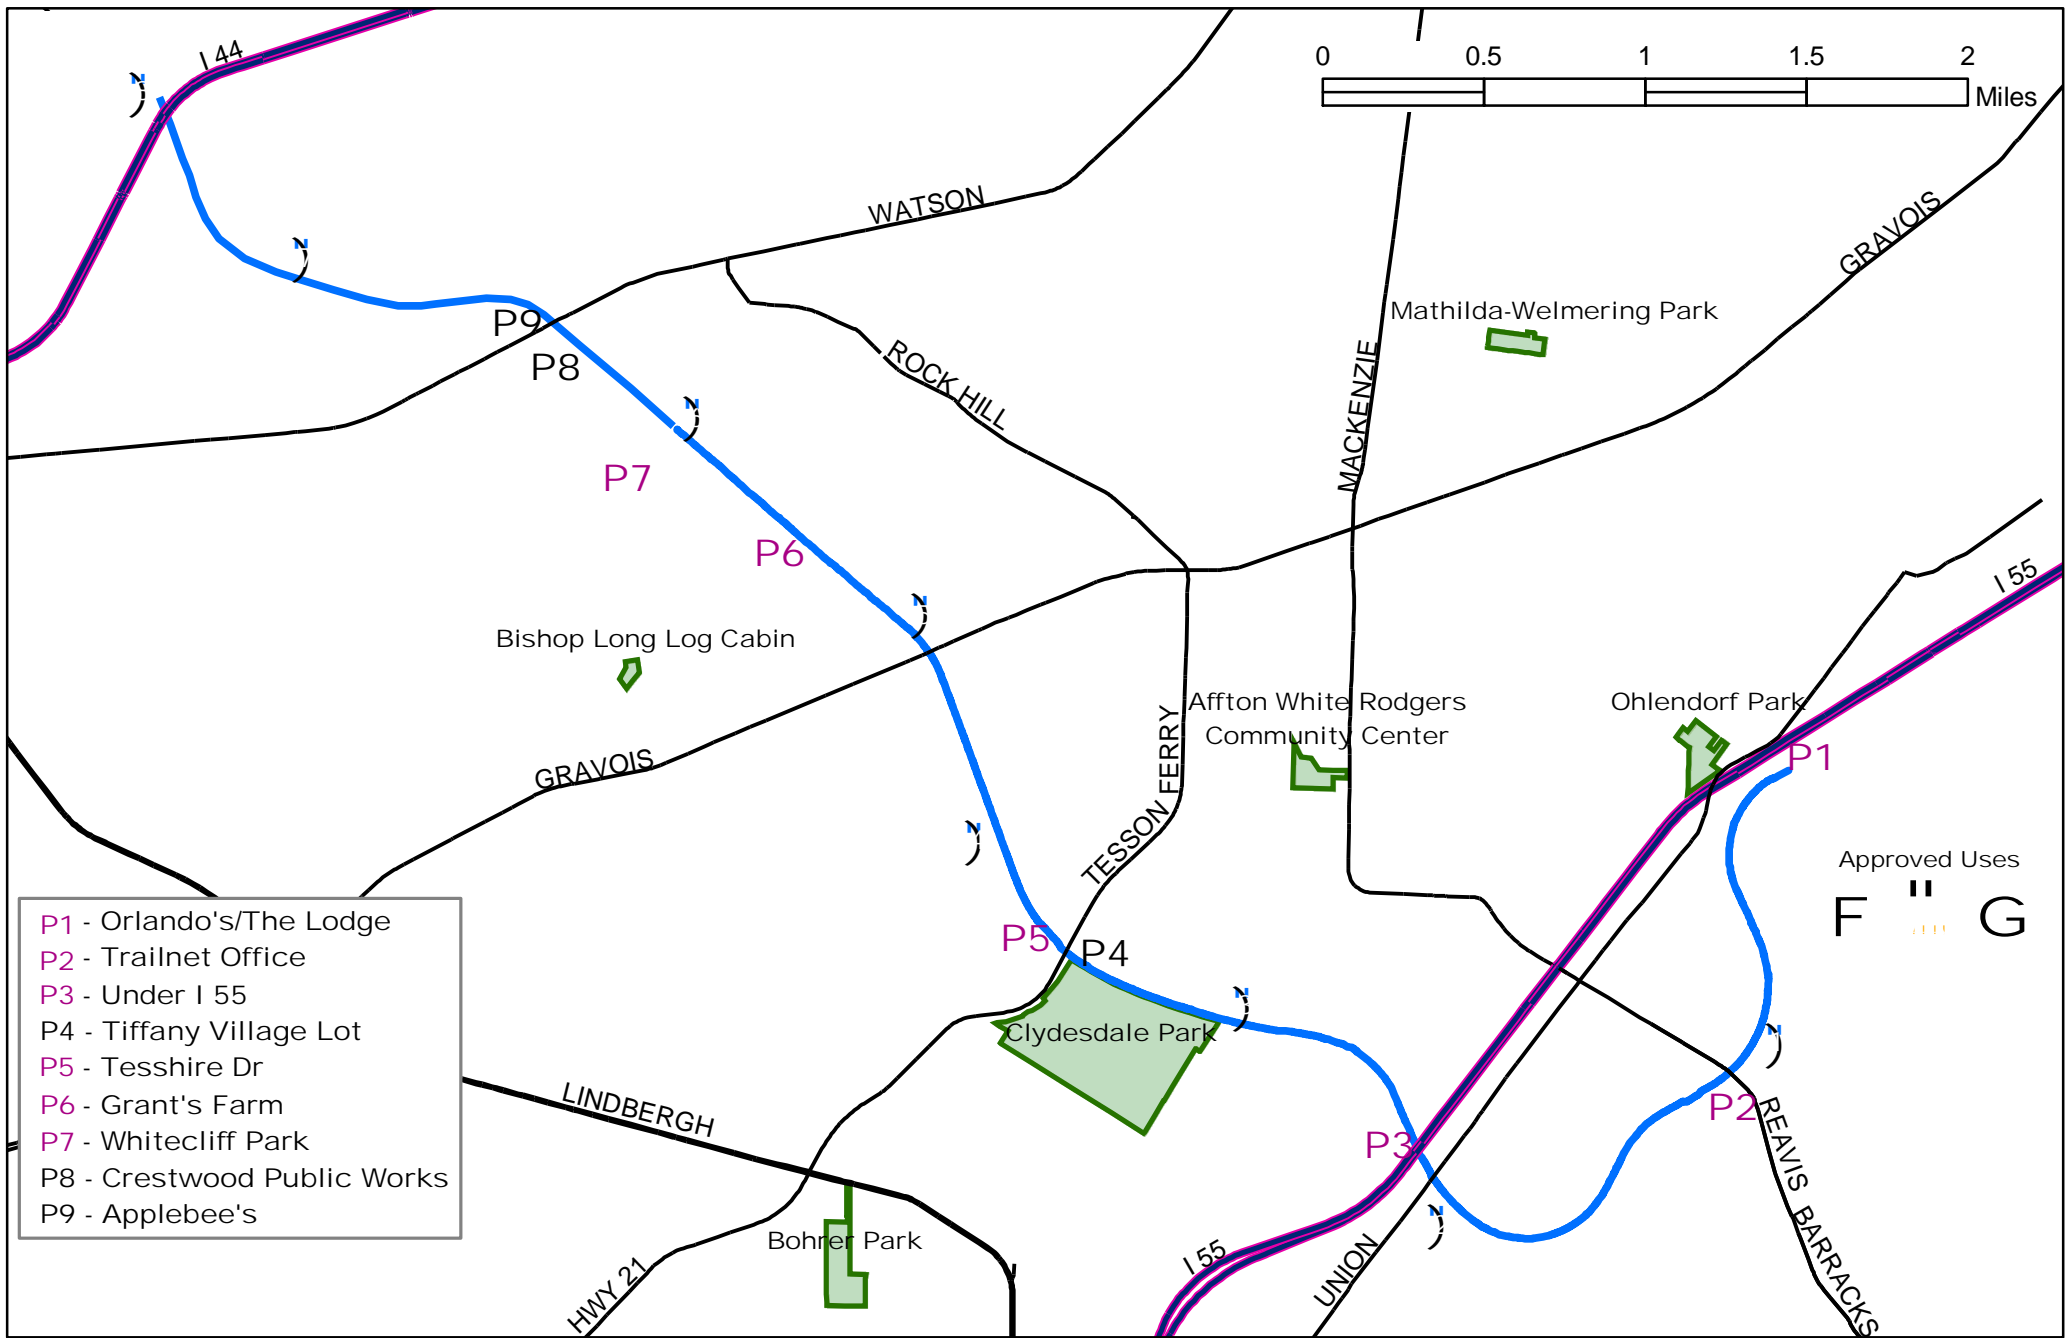 I 44
N
0 0.5 1 1.5 2
Miles
WATSON
GRAVOIS
N
Mathilda-Welmering Park
P9
P8
ROCK HILL
MACKENZIE
N
P7
P6
I 55
N
Bishop Long Log Cabin
Affton White Rodgers
Community Center
Ohlendorf Park
P1
GRAVOIS
TESSON FERRY
N
Approved Uses
F G
P5
P4
N
Clydesdale Park
N
P1 - Orlando's/The Lodge
P2 - Trailnet Office
P3 - Under I 55
P4 - Tiffany Village Lot
P5 - Tesshire Dr
P6 - Grant's Farm
P7 - Whitecliff Park
P8 - Crestwood Public Works
P9 - Applebee's
LINDBERGH
P2
P3
REAVIS BARRACKS
N
Bohrer Park
I 55
UNION
HWY 21